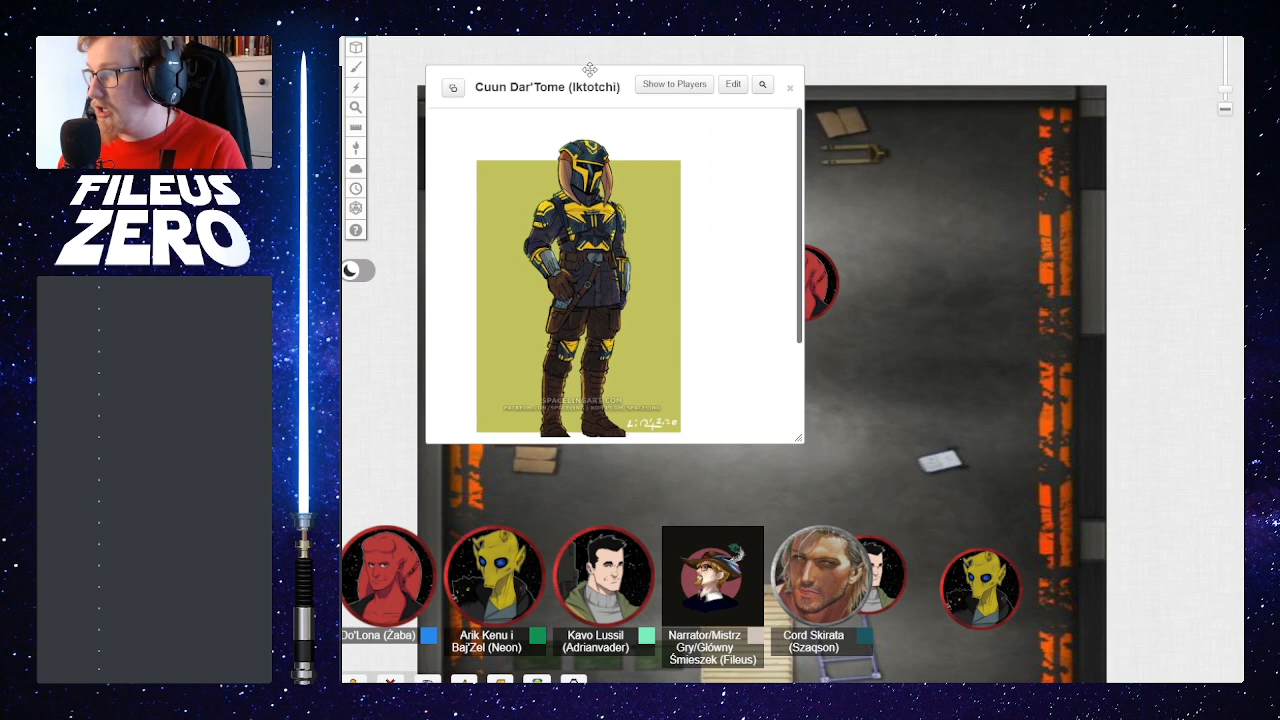 FILEUS
ZERO
Cuun Dar'Tome (Iktotchi)
Show to Players
Edit
SPACELINGART.COM
Do'Lona (Żaba)
Arik Kenu i
Baj'Zel (Neon)
Kavo Lussil
(Adrianvader)
Narrator/Mistrz
Gry/Główny
Śmieszek (Fileus)
Cord Skirata
(Szaqson)